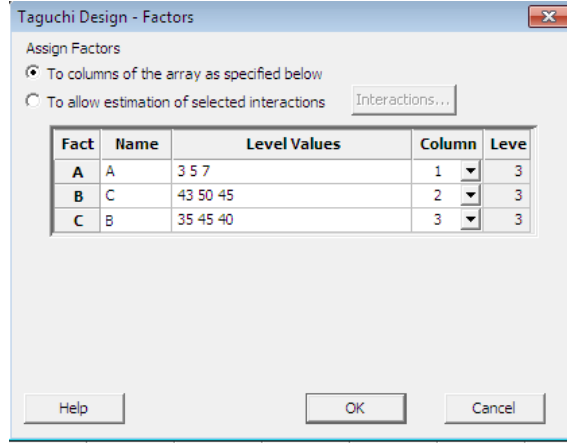 Taguchi Design - Factors
Assign Factors
To columns of the array as specified below
To allow estimation of selected interactions Interactions...
Fact Name Level Values Column Leve
A A 3 5 7 1 3
B C 43 50 45 2 3
C B 35 45 40 3 3
Help OK Cancel